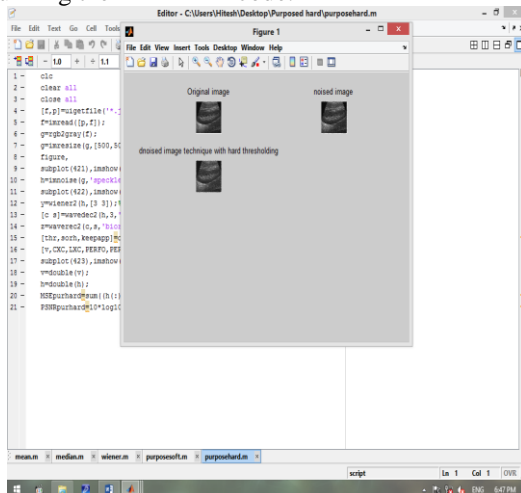 Editor - C:\Users\Hitesh\Desktop\Purposed hard\purposehard.m
File Edit Text Go Cell Tools
1.0 + ÷ 1.1
Figure 1
File Edit View Insert Tools Desktop Window Help
Original image
noised image
dnoised image technique with hard thresholding
1 - clc
2 - clear all
3 - close all
4 - [f,p]=uigetfile('*.
5 - f=imread([p,f]);
6 - g=rgb2gray(f);
7 - g=imresize(g,[500,50
8 - figure,
9 - subplot(421),imshow
10 - h=imnoise(g,'speckle
11 - subplot(422),imshow
12 - y=wiener2(h,[3 3]);
13 - [c s]=wavedec2(h,3,'
14 - z=waverec2(c,s,'bior
15 - [thr,sorh,keepapp]=
16 - [v,CXC,LXC,PERF0,PER
17 - subplot(423),imshow
18 - v=double(v);
19 - h=double(h);
20 - MSEpurhard=sum((h(:)
21 - PSNRpurhard=10*log10
mean.m median.m wiener.m purposesoft.m purposehard.m
script Ln 1 Col 1 OVR
ENG 6:47 PM